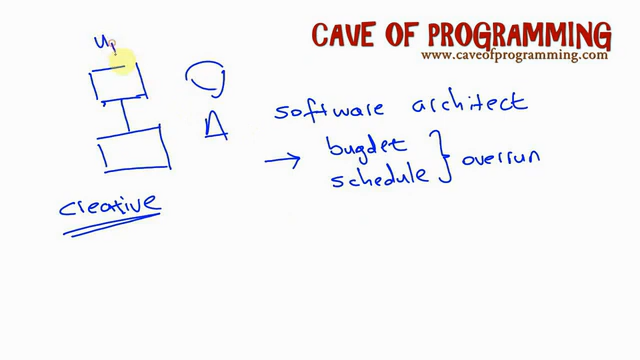 CAVE OF PROGRAMMING
www.caveofprogramming.com
software architect
bugdet
schedule
overrun
creative